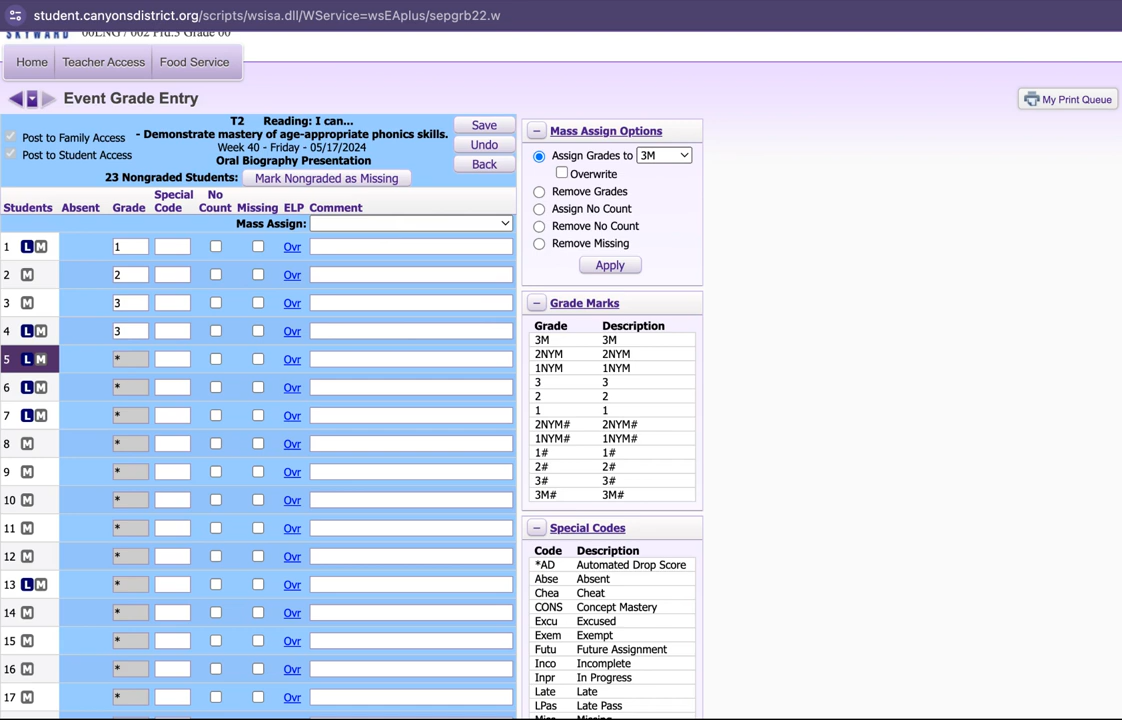 student.canyonsdistrict.org/scripts/wsisa.dll/WService=wsEAplus/sepgrb22.w
SKYWARD 00ENG / 002 Prd:S Grade 00
Home Teacher Access Food Service
Event Grade Entry
My Print Queue
Post to Family Access
Post to Student Access
T2 Reading: I can...
- Demonstrate mastery of age-appropriate phonics skills.
Week 40 - Friday - 05/17/2024
Oral Biography Presentation
23 Nongraded Students: Mark Nongraded as Missing
Save
Undo
Back
Students Absent Grade Special Code No Count Missing ELP Comment
Mass Assign:
1 L M 1 Ovr
2 M 2 Ovr
3 M 3 Ovr
4 L M 3 Ovr
5 L M * Ovr
6 L M * Ovr
7 L M * Ovr
8 M * Ovr
9 M * Ovr
10 M * Ovr
11 M * Ovr
12 M * Ovr
13 L M * Ovr
14 M * Ovr
15 M * Ovr
16 M * Ovr
17 M * Ovr
Mass Assign Options
Assign Grades to 3M
Overwrite
Remove Grades
Assign No Count
Remove No Count
Remove Missing
Apply
Grade Marks
Grade Description
3M 3M
2NYM 2NYM
1NYM 1NYM
3 3
2 2
1 1
2NYM# 2NYM#
1NYM# 1NYM#
1# 1#
2# 2#
3# 3#
3M# 3M#
Special Codes
Code Description
*AD Automated Drop Score
Abse Absent
Chea Cheat
CONS Concept Mastery
Excu Excused
Exem Exempt
Futu Future Assignment
Inco Incomplete
Inpr In Progress
Late Late
LPas Late Pass